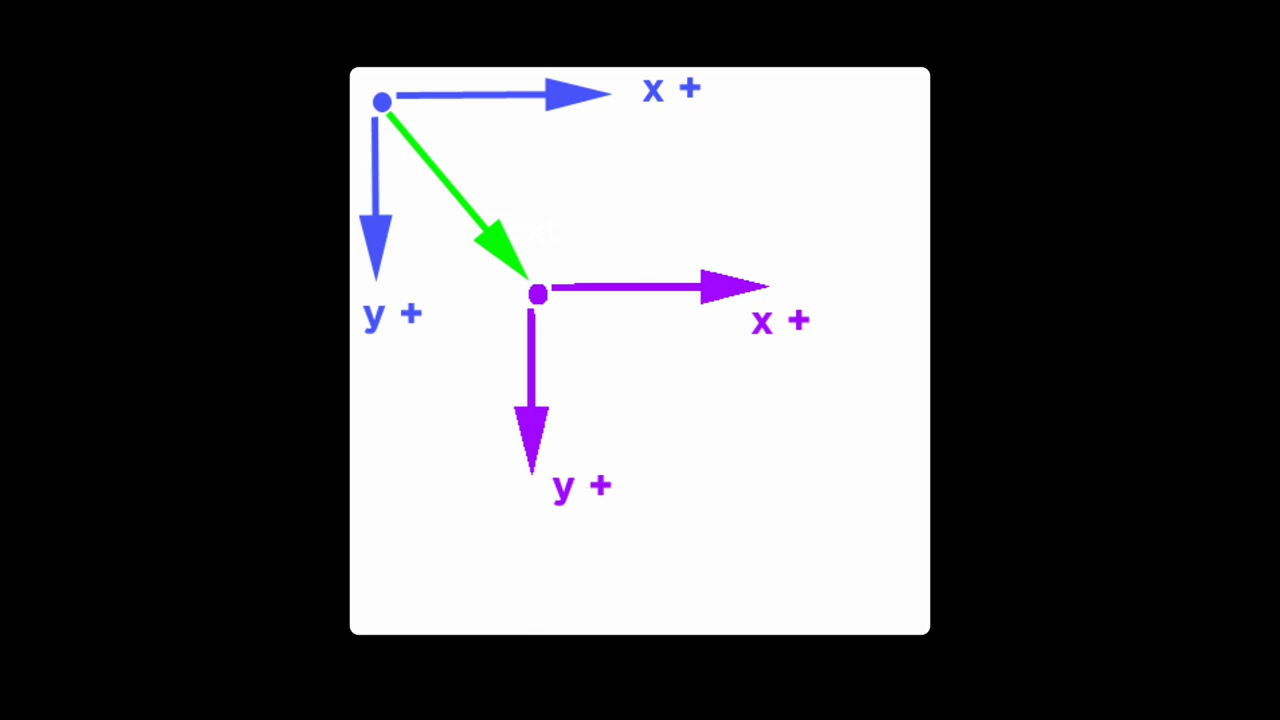 x +
y +
x +
y +